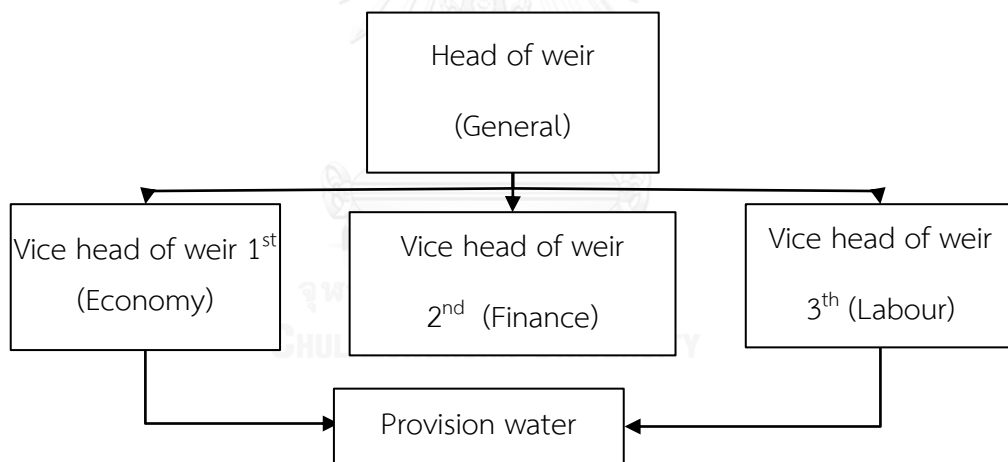 Head of weir
(General)
Vice head of weir 1st
(Economy)
Vice head of weir
2nd (Finance)
Vice head of weir
3th (Labour)
Provision water